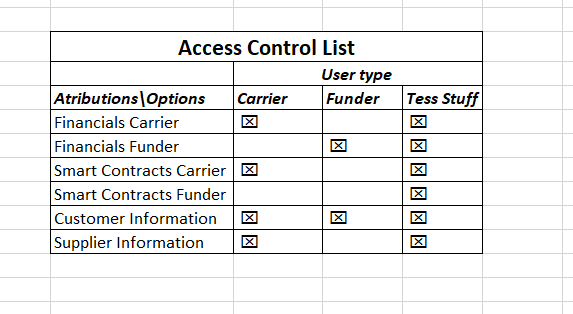 Access Control List
User type
Atributions\Options Carrier Funder Tess Stuff
Financials Carrier ☒ ☒
Financials Funder ☒ ☒
Smart Contracts Carrier ☒ ☒
Smart Contracts Funder ☒
Customer Information ☒ ☒ ☒
Supplier Information ☒ ☒